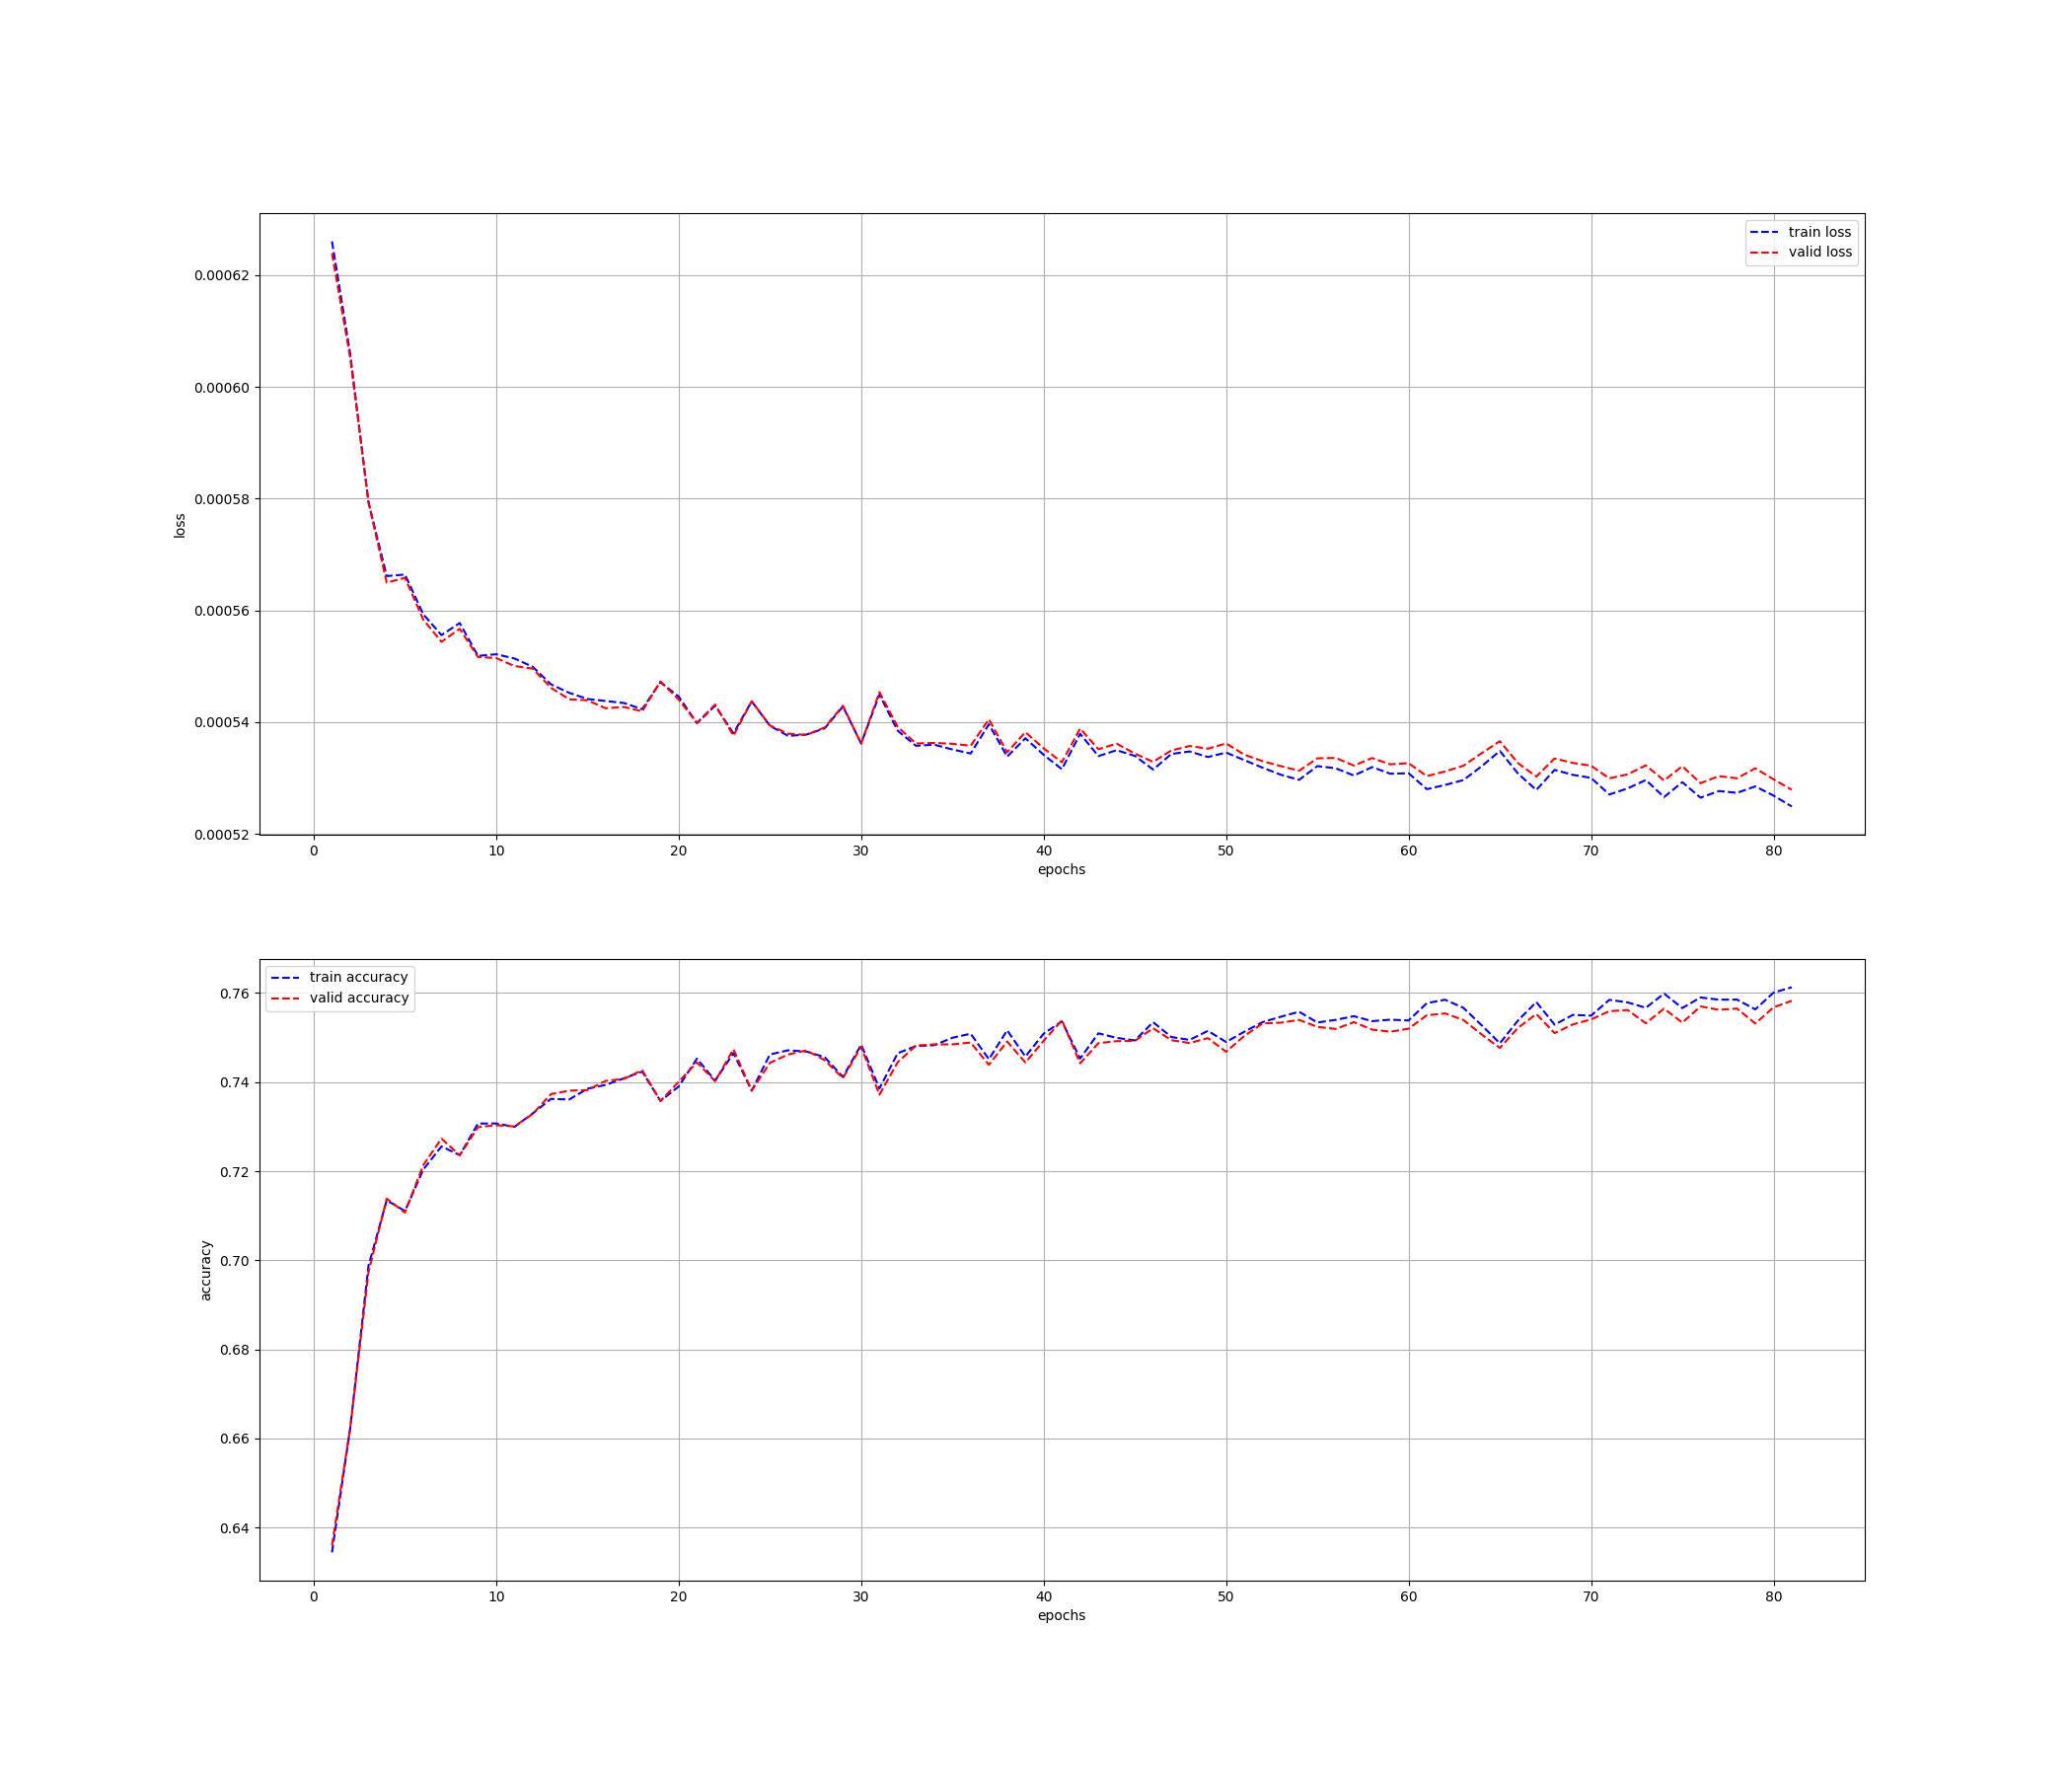 train loss
valid loss
0.00062
0.00060
0.00058
0.00056
0.00054
0.00052
loss
0 10 20 30 40 50 60 70 80
epochs
train accuracy
valid accuracy
0.76
0.74
0.72
0.70
0.68
0.66
0.64
accuracy
0 10 20 30 40 50 60 70 80
epochs